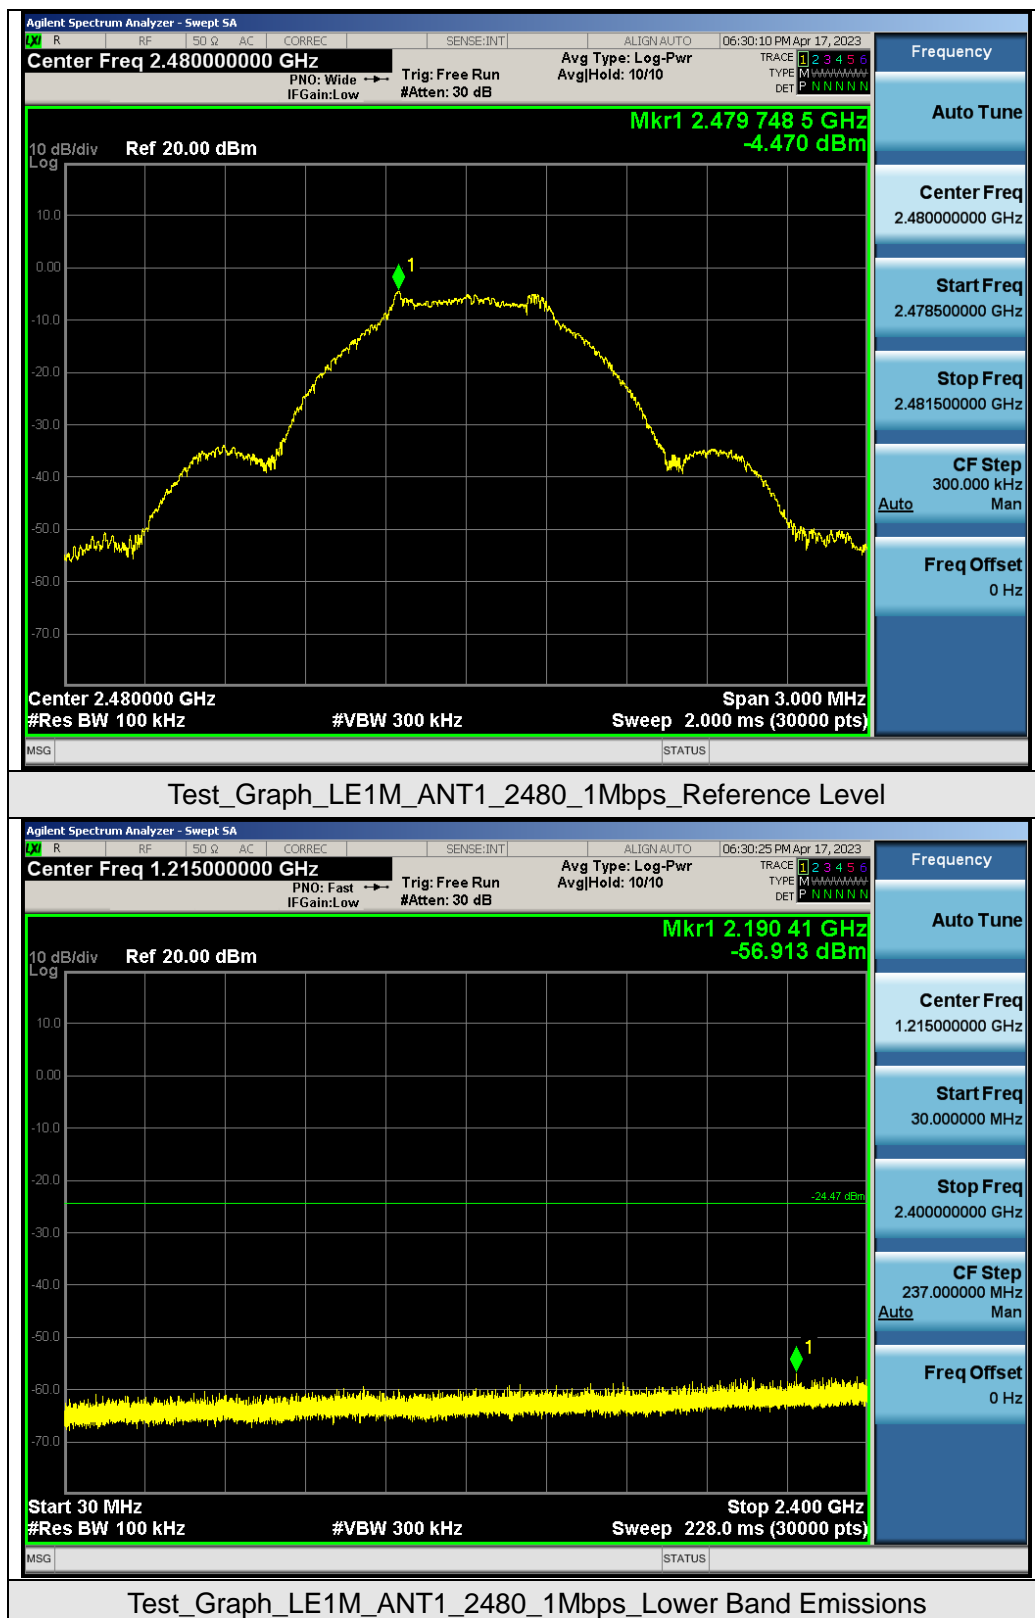 Agilent Spectrum Analyzer - Swept SA
LXI R RF 50 Ω AC CORREC SENSE:INT ALIGN AUTO 06:30:10 PM Apr 17, 2023
Center Freq 2.480000000 GHz
PNO: Wide
IFGain:Low
Trig: Free Run
#Atten: 30 dB
Avg Type: Log-Pwr
Avg|Hold: 10/10
TRACE 1 2 3 4 5 6
TYPE M
DET P N N N N N
Frequency
Auto Tune
Center Freq
2.480000000 GHz
Start Freq
2.478500000 GHz
Stop Freq
2.481500000 GHz
CF Step
300.000 kHz
Auto Man
Freq Offset
0 Hz
Mkr1 2.479 748 5 GHz
-4.470 dBm
10 dB/div Ref 20.00 dBm
Log
10.0
0.00
-10.0
-20.0
-30.0
-40.0
-50.0
-60.0
-70.0
1
Center 2.480000 GHz Span 3.000 MHz
#Res BW 100 kHz #VBW 300 kHz Sweep 2.000 ms (30000 pts)
MSG STATUS
Test_Graph_LE1M_ANT1_2480_1Mbps_Reference Level
Agilent Spectrum Analyzer - Swept SA
LXI R RF 50 Ω AC CORREC SENSE:INT ALIGN AUTO 06:30:25 PM Apr 17, 2023
Center Freq 1.215000000 GHz
PNO: Fast
IFGain:Low
Trig: Free Run
#Atten: 30 dB
Avg Type: Log-Pwr
Avg|Hold: 10/10
TRACE 1 2 3 4 5 6
TYPE M
DET P N N N N N
Frequency
Auto Tune
Center Freq
1.215000000 GHz
Start Freq
30.000000 MHz
Stop Freq
2.400000000 GHz
CF Step
237.000000 MHz
Auto Man
Freq Offset
0 Hz
Mkr1 2.190 41 GHz
-56.913 dBm
10 dB/div Ref 20.00 dBm
Log
10.0
0.00
-10.0
-20.0
-30.0
-40.0
-50.0
-60.0
-70.0
-24.47 dBm
1
Start 30 MHz Stop 2.400 GHz
#Res BW 100 kHz #VBW 300 kHz Sweep 228.0 ms (30000 pts)
MSG STATUS
Test_Graph_LE1M_ANT1_2480_1Mbps_Lower Band Emissions